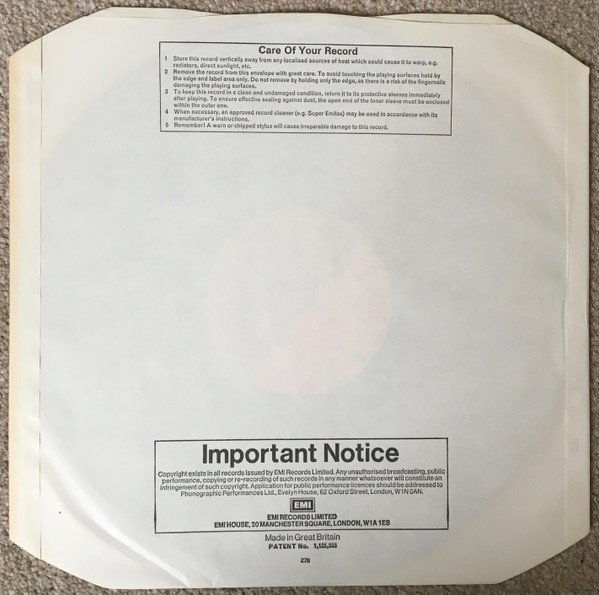 Care Of Your Record
1 Store this record vertically away from any localised sources of heat which could cause it to warp, e.g.
radiators, direct sunlight, etc.
2 Remove the record from this envelope with great care. To avoid touching the playing surfaces hold by
the edge and label area only. Do not remove by holding only the edge, as there is a risk of the fingernails
damaging the playing surfaces.
3 To keep this record in a clean and undamaged condition, return it to its protective sleeves immediately
after playing. To ensure effective sealing against dust, the open end of the inner sleeve must be enclosed
within the outer one.
4 When necessary, an approved record cleaner (e.g. Super Emitex) may be used in accordance with its
manufacturer's instructions.
5 Remember! A worn or chipped stylus will cause irreparable damage to this record.
Important Notice
Copyright exists in all records issued by EMI Records Limited. Any unauthorised broadcasting, public
performance, copying or re-recording of such records in any manner whatsoever will constitute an
infringement of such copyright. Application for public performance licences should be addressed to
Phonographic Performances Ltd., Evelyn House, 62 Oxford Street, London, W1N 0AN.
EMI
EMI RECORDS LIMITED
EMI HOUSE, 20 MANCHESTER SQUARE, LONDON, W1A 1ES
Made in Great Britain
PATENT No. 1,125,555
278